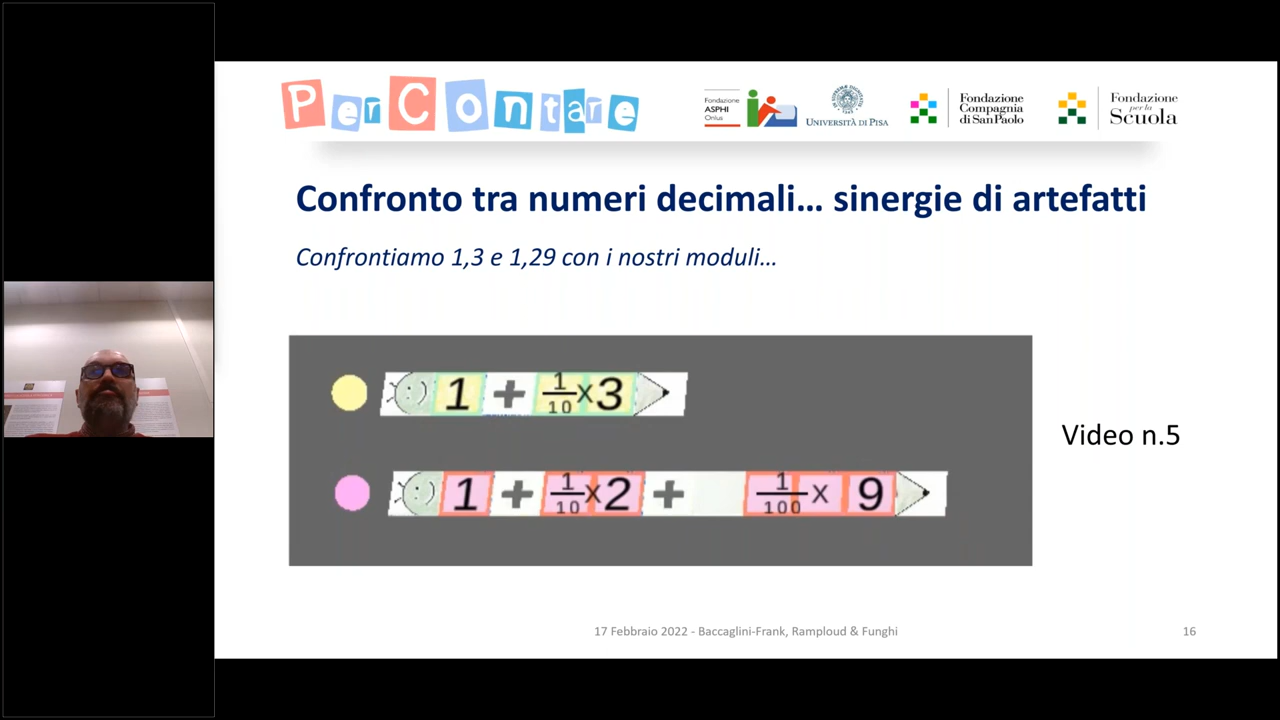 PerContare
Fondazione
ASPHI
Onlus
UNIVERSITÀ DI PISA
Fondazione
Compagnia
di San Paolo
Fondazione
per la
Scuola
Confronto tra numeri decimali... sinergie di artefatti
Confrontiamo 1,3 e 1,29 con i nostri moduli...
1 + 1/10 x 3
1 + 1/10 x 2 + 1/100 x 9
Video n.5
17 Febbraio 2022 - Baccaglini-Frank, Ramploud & Funghi
16